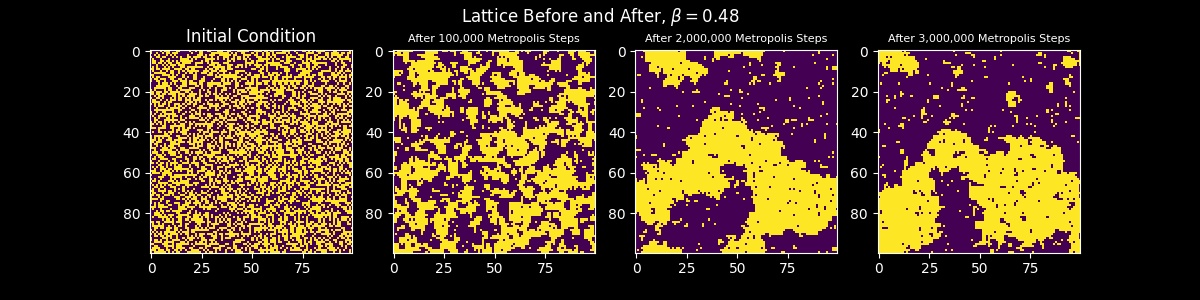 Lattice Before and After, β = 0.48
Initial Condition
After 100,000 Metropolis Steps
After 2,000,000 Metropolis Steps
After 3,000,000 Metropolis Steps
0 0 0 0
20 20 20 20
40 40 40 40
60 60 60 60
80 80 80 80
0 25 50 75 0 25 50 75 0 25 50 75 0 25 50 75